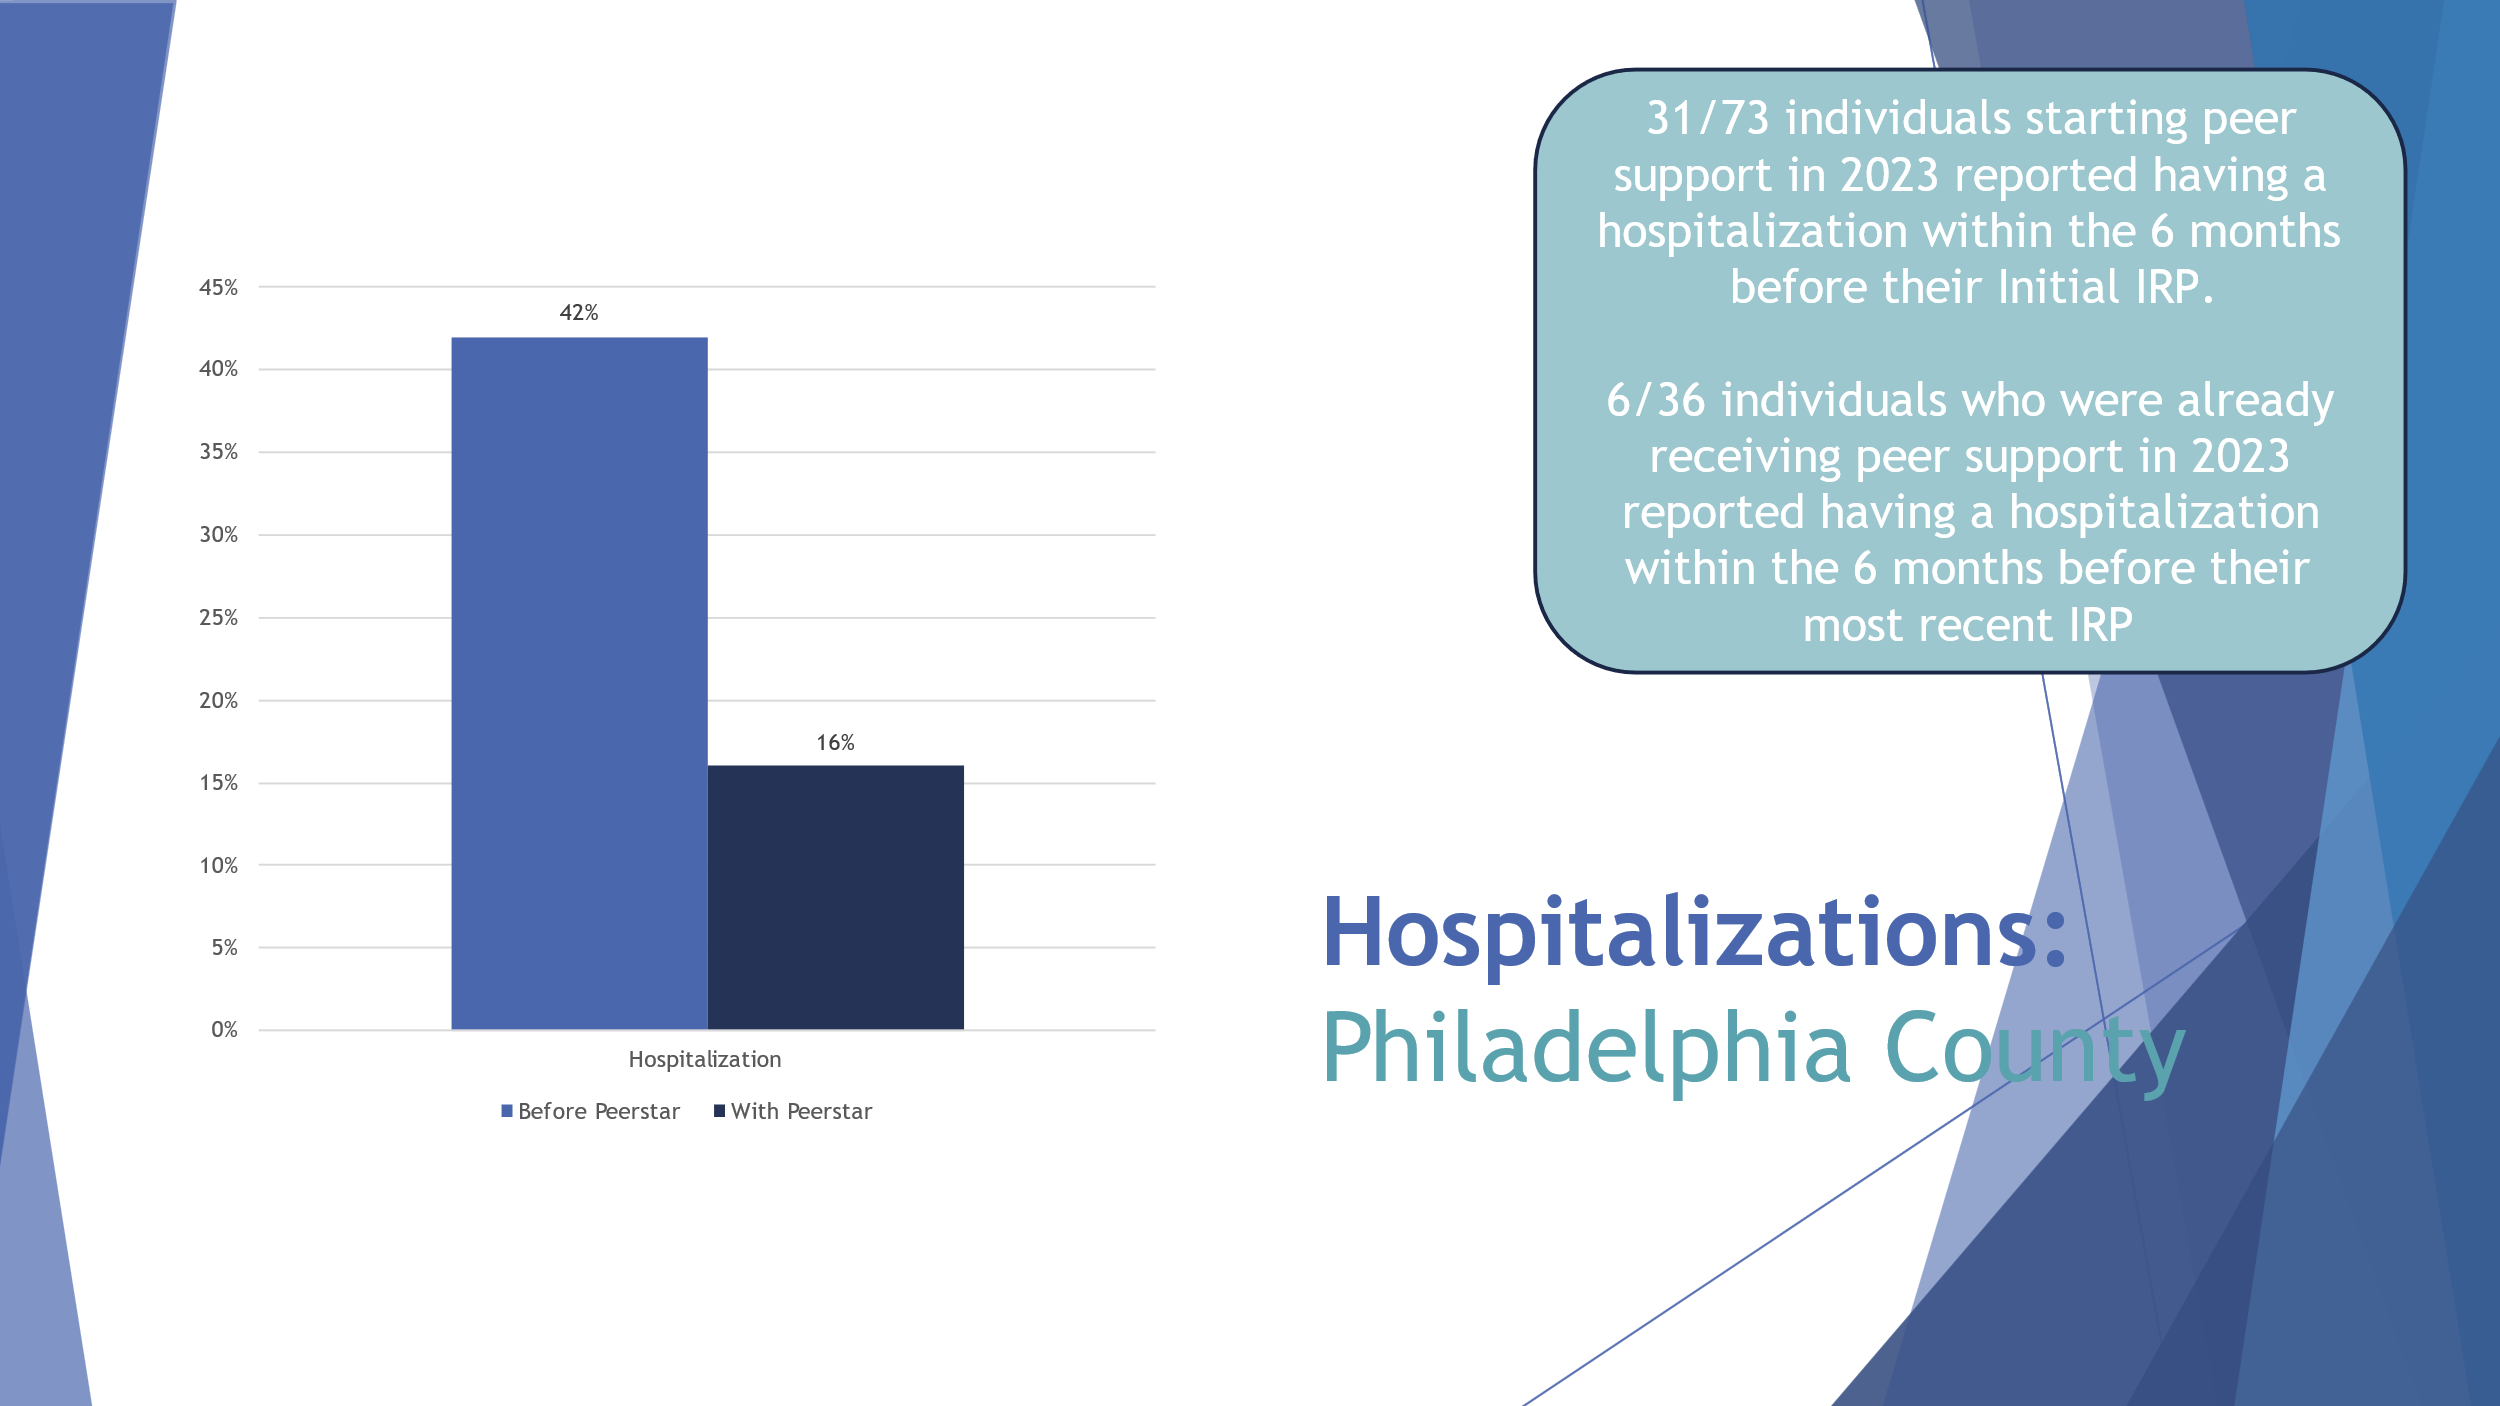 31/73 individuals starting peer
support in 2023 reported having a
hospitalization within the 6 months
before their Initial IRP.
6/36 individuals who were already
receiving peer support in 2023
reported having a hospitalization
within the 6 months before their
most recent IRP
45%
42%
40%
35%
30%
25%
20%
16%
15%
10%
5%
0%
Hospitalization
Before Peerstar With Peerstar
Hospitalizations:
Philadelphia County